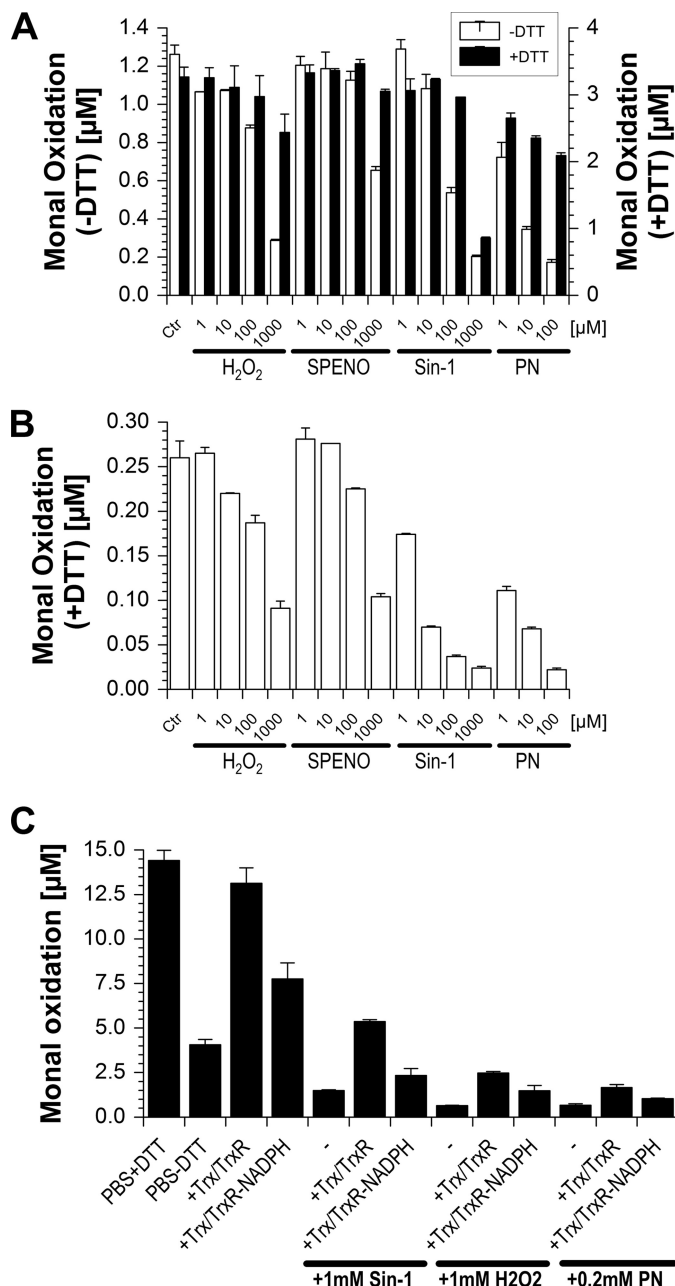 A
Monal Oxidation
(-DTT) [µM]
1.4
1.2
1.0
0.8
0.6
0.4
0.2
0.0
-DTT
+DTT
4
3
2
1
0
Monal Oxidation
(+DTT) [µM]
Ctr 1 10 100 1000 1 10 100 1000 1 10 100 1000 1 10 100 [µM]
H₂O₂ SPENO Sin-1 PN
B
Monal Oxidation
(+DTT) [µM]
0.30
0.25
0.20
0.15
0.10
0.05
0.00
Ctr 1 10 100 1000 1 10 100 1000 1 10 100 1000 1 10 100 [µM]
H₂O₂ SPENO Sin-1 PN
C
Monal oxidation [µM]
15.0
12.5
10.0
7.5
5.0
2.5
0.0
PBS+DTT
PBS-DTT
+Trx/TrxR
+Trx/TrxR-NADPH
-
+Trx/TrxR
+Trx/TrxR-NADPH
-
+Trx/TrxR
+Trx/TrxR-NADPH
-
+Trx/TrxR
+Trx/TrxR-NADPH
+1mM Sin-1 +1mM H2O2 +0.2mM PN